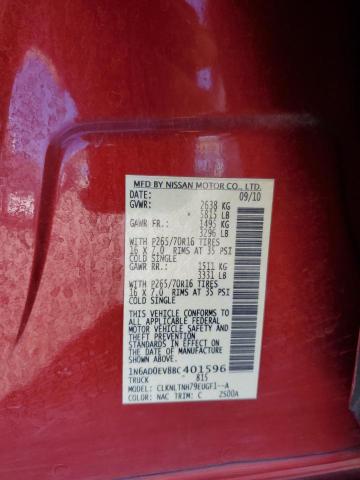 MFD BY NISSAN MOTOR CO., LTD.
DATE: 09/10
GVWR: 2638 KG
5815 LB
GAWR FR. 1495 KG
3296 LB
WITH P265/70R16 TIRES
16 X 7.0 RIMS AT 35 PSI
COLD SINGLE
GAWR RR: 1511 KG
3331 LB
WITH P265/70R16 TIRES
16 X 7.0 RIMS AT 35 PSI
COLD SINGLE
THIS VEHICLE CONFORMS TO
ALL APPLICABLE FEDERAL
MOTOR VEHICLE SAFETY AND
THEFT PREVENTION
STANDARDS IN EFFECT ON THE
DATE OF MANUFACTURE SHOWN
ABOVE.
1N6AD0EV8BC401596
TRUCK 815
MODEL: CLKNLTNH79EUGF1--A
COLOR: NAC TRIM: C 2S00A